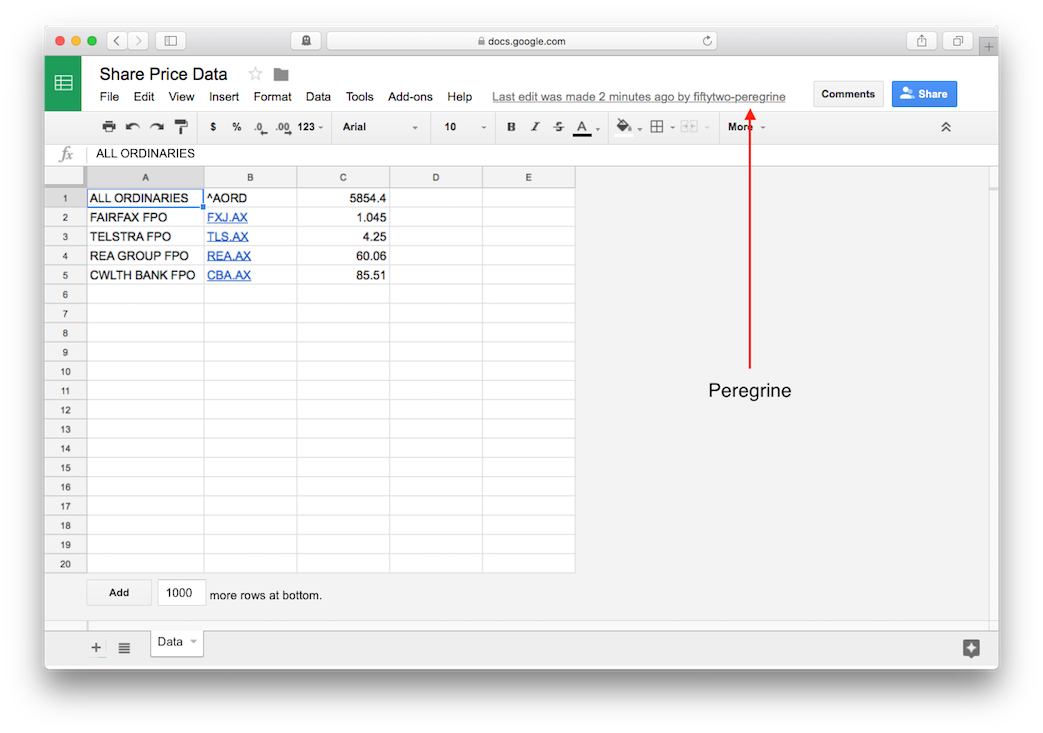 docs.google.com
Share Price Data
File Edit View Insert Format Data Tools Add-ons Help Last edit was made 2 minutes ago by fiftytwo-peregrine Comments Share
$ % .0 .00 123 Arial 10 B I S A More
fx ALL ORDINARIES
A B C D E
1 ALL ORDINARIES ^AORD 5854.4
2 FAIRFAX FPO FXJ.AX 1.045
3 TELSTRA FPO TLS.AX 4.25
4 REA GROUP FPO REA.AX 60.06
5 CWLTH BANK FPO CBA.AX 85.51
6
7
8
9
10
Peregrine
11
12
13
14
15
16
17
18
19
20
Add 1000 more rows at bottom.
+ Data